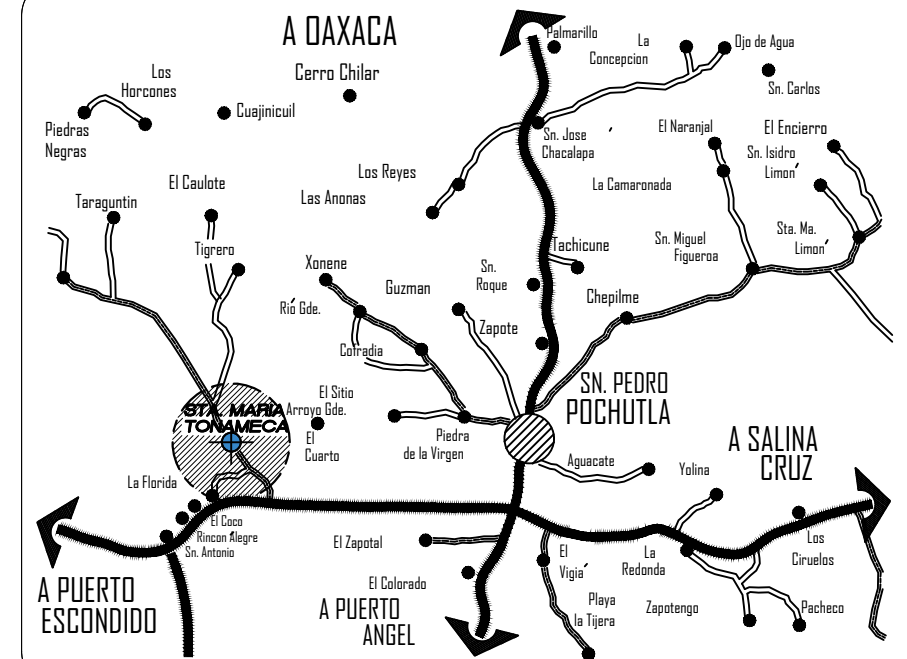 A OAXACA
Palmarillo
La
Concepcion
Ojo de Agua
Los
Horcones
Cerro Chilar
Sn. Carlos
Cuajinicuil
Piedras
Negras
Sn. Jose
Chacalapa
El Naranjal
El Encierro
Sn. Isidro
Limon´
Los Reyes
El Caulote
Las Anonas
La Camaronada
Taraguntin
Tigrero
Tachicune
Sn. Miguel
Figueroa
Sta. Ma.
Limon´
Xonene
Guzman
Sn.
Roque
Chepilme
Rió Gde.
Zapote
Cofradia
SN. PEDRO
POCHUTLA
El Sitio
Arroyo Gde.
STA. MARIA
TONAMECA
El
Cuarto
Piedra
de la Virgen
A SALINA
CRUZ
Aguacate
Yolina
La Florida
El Coco
Rincon Alegre
Sn. Antonio
El Zapotal
El
Vigia´
La
Redonda
Los
Ciruelos
El Colorado
A PUERTO
ESCONDIDO
A PUERTO
ANGEL
Playa
la Tijera
Zapotengo
Pacheco